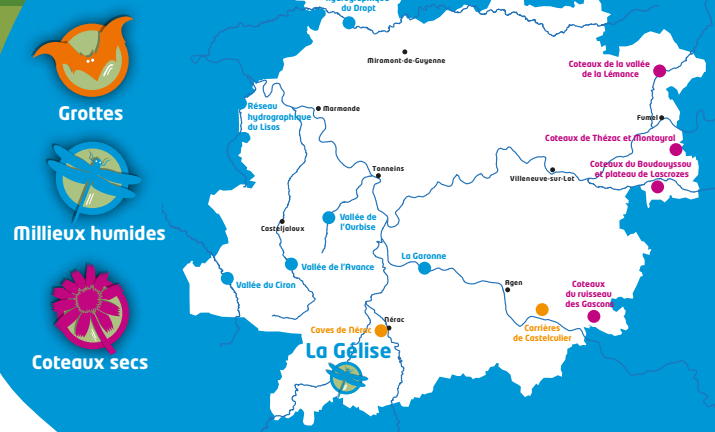 hydrographique
du Dropt
Miramont-de-Guyenne
Coteaux de la vallée
de la Lémance
Grottes
Réseau
hydrographique
du Lisos
Marmande
Fumel
Coteaux de Thézac et Montayral
Tonneins
Villeneuve-sur-Lot
Coteaux du Boudouyssou
et plateau de Lascrozes
Millieux humides
Casteljaloux
Vallée de
l'Ourbise
Vallée de l'Avance
La Garonne
Vallée du Ciron
Agen
Coteaux
du ruisseau
des Gascons
Nérac
Caves de Nérac
Carrières
de Castelculier
La Gélise
Coteaux secs